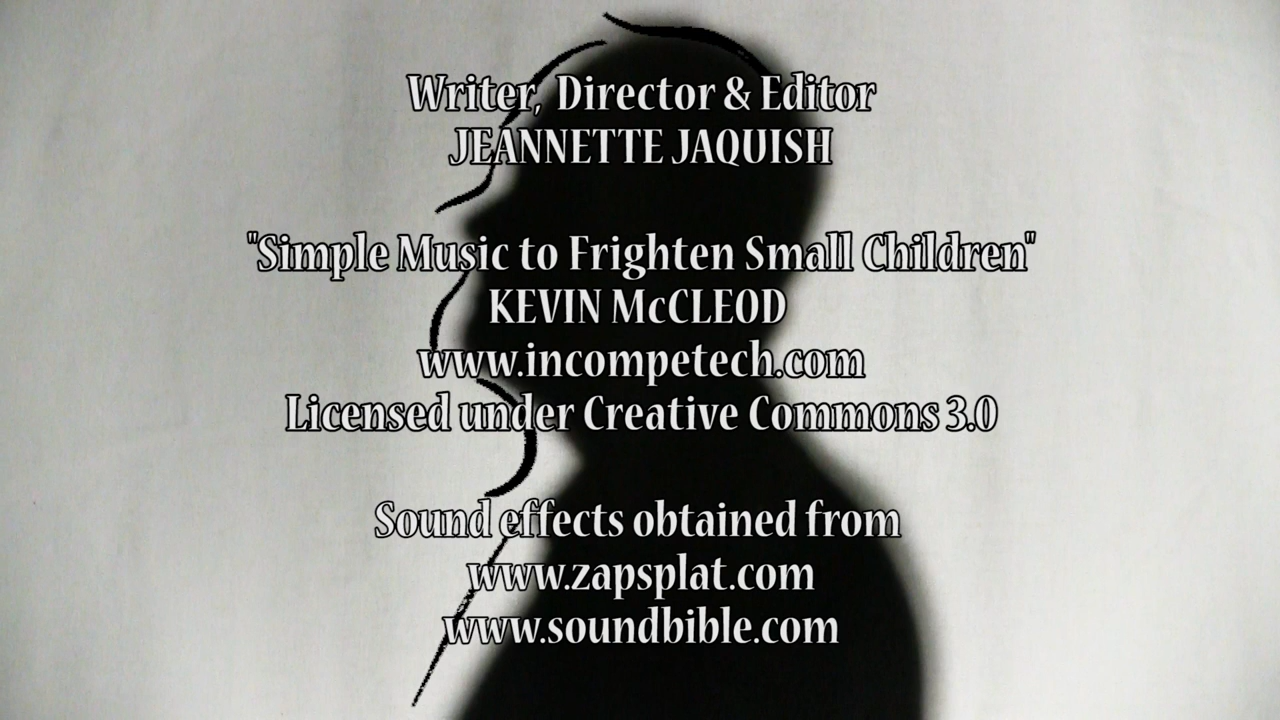 Writer, Director & Editor
JEANNETTE JAQUISH
"Simple Music to Frighten Small Children"
KEVIN McCLEOD
www.incompetech.com
Licensed under Creative Commons 3.0
Sound effects obtained from
www.zapsplat.com
www.soundbible.com